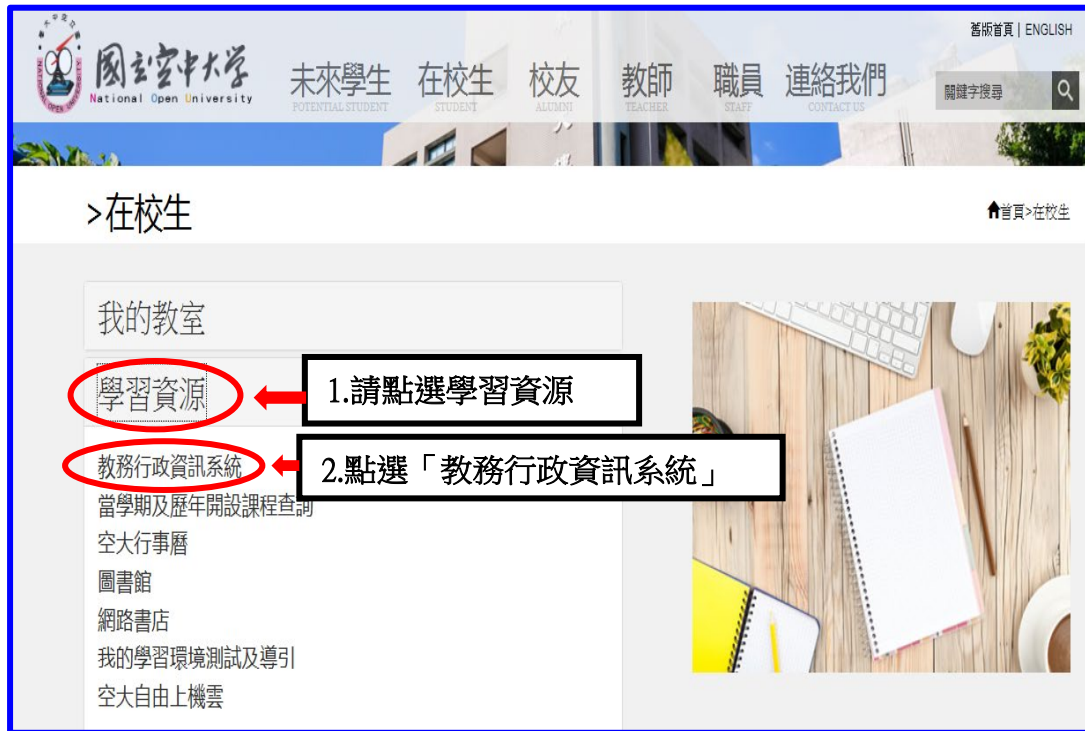 舊版首頁 | ENGLISH
國立空中大学
National Open University
未來學生 在校生 校友 教師 職員 連絡我們
POTENTIAL STUDENT STUDENT ALUMNI TEACHER STAFF CONTACT US
關鍵字搜尋
>在校生
首頁>在校生
我的教室
學習資源
1.請點選學習資源
教務行政資訊系統
2.點選「教務行政資訊系統」
當學期及歷年開設課程查詢
空大行事曆
圖書館
網路書店
我的學習環境測試及導引
空大自由上機雲